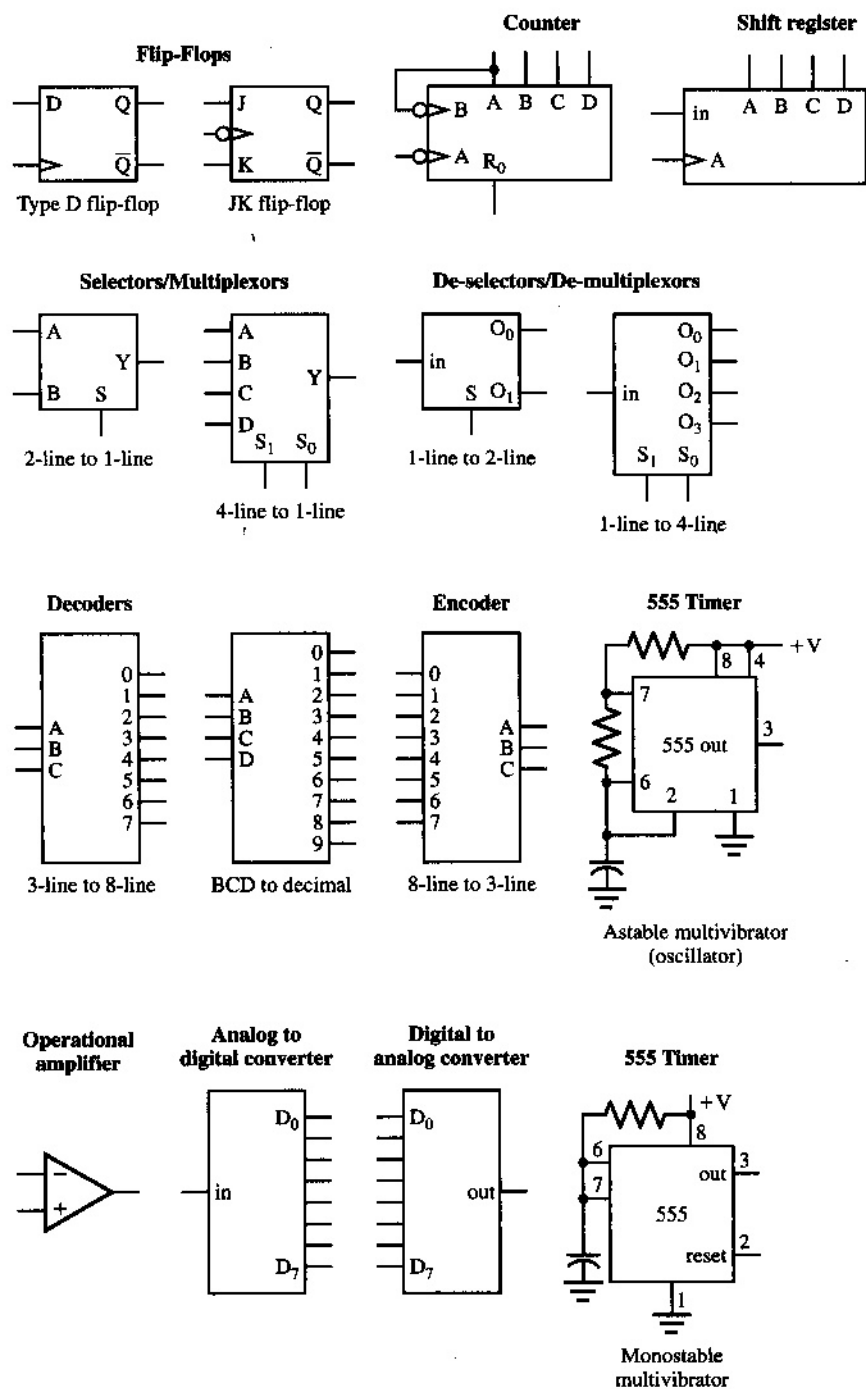 Flip-Flops
Counter
Shift register
D Q
Q̅
Type D flip-flop
J Q
K Q̅
JK flip-flop
A B C D
B
A R₀
A B C D
in
A
Selectors/Multiplexors
De-selectors/De-multiplexors
A
Y
B S
2-line to 1-line
A
B
Y
C
D
S₁ S₀
4-line to 1-line
O₀
in
S O₁
1-line to 2-line
O₀
O₁
in O₂
O₃
S₁ S₀
1-line to 4-line
Decoders
Encoder
555 Timer
0
1
2
A 3
B 4
C 5
6
7
3-line to 8-line
0
1
A 2
B 3
C 4
D 5
6
7
8
9
BCD to decimal
0
1
2
3 A
4 B
5 C
6
7
8-line to 3-line
8 4 +V
7
555 out 3
6
2 1
Astable multivibrator
(oscillator)
Operational
amplifier
Analog to
digital converter
Digital to
analog converter
555 Timer
−
+
D₀
in
D₇
D₀
out
D₇
+V
8
6 3
out
7
555
2
reset
1
Monostable
multivibrator